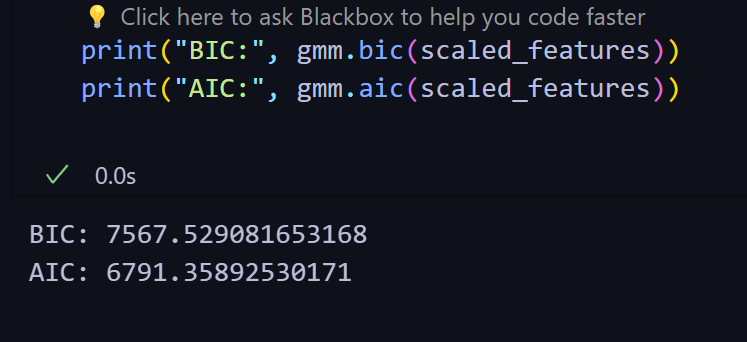 💡 Click here to ask Blackbox to help you code faster
print("BIC:", gmm.bic(scaled_features))
print("AIC:", gmm.aic(scaled_features))
✓ 0.0s
BIC: 7567.529081653168
AIC: 6791.35892530171